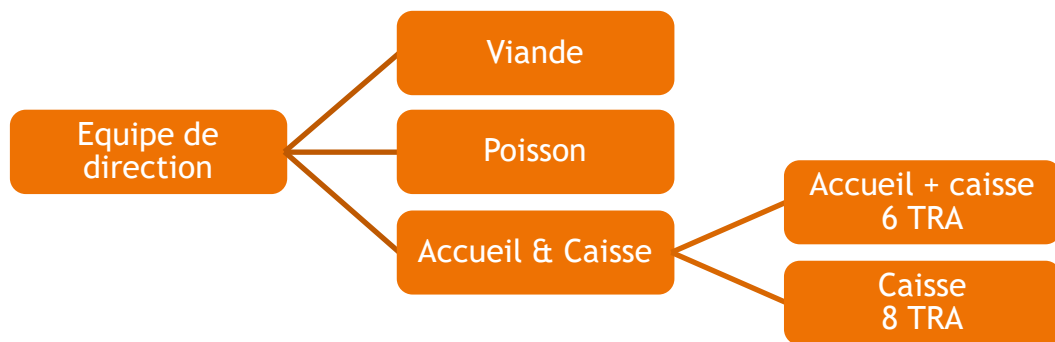 Equipe de
direction
Viande
Poisson
Accueil & Caisse
Accueil + caisse
6 TRA
Caisse
8 TRA